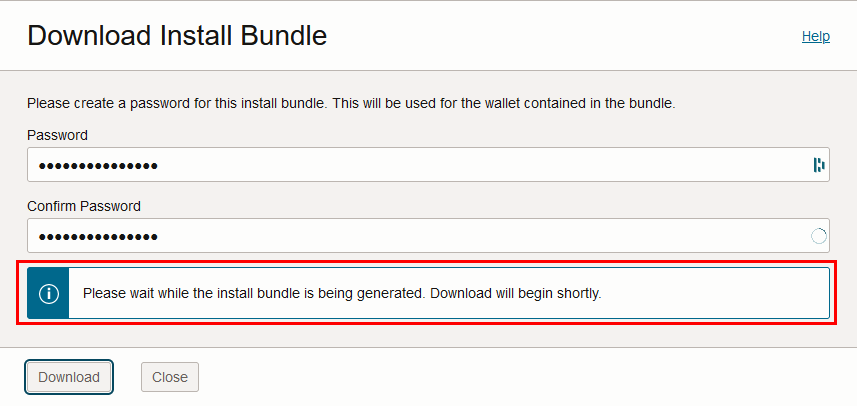 Download Install Bundle
Help
Please create a password for this install bundle. This will be used for the wallet contained in the bundle.
Password
•••••••••••••••
Confirm Password
•••••••••••••••
Please wait while the install bundle is being generated. Download will begin shortly.
Download
Close